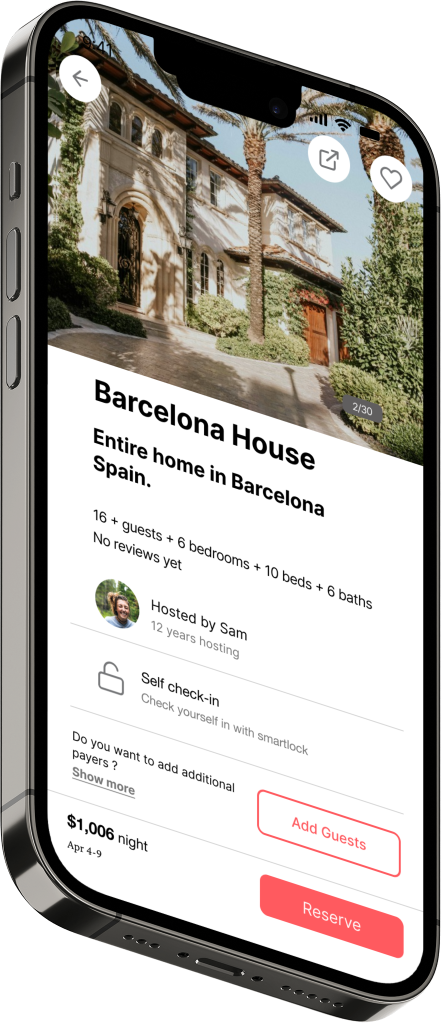 9:41
2/30
Barcelona House
Entire home in Barcelona
Spain.
16 + guests + 6 bedrooms + 10 beds + 6 baths
No reviews yet
Hosted by Sam
12 years hosting
Self check-in
Check yourself in with smartlock
Do you want to add additional
payers ?
Show more
Add Guests
$1,006 night
Apr 4-9
Reserve